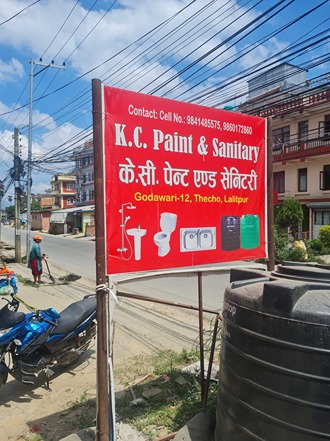 Contact: Cell No.: 9841485575, 9860172860
K.C. Paint & Sanitary
के.सी. पेन्ट एण्ड सेनिटरी
Godawari-12, Thecho, Lalitpur